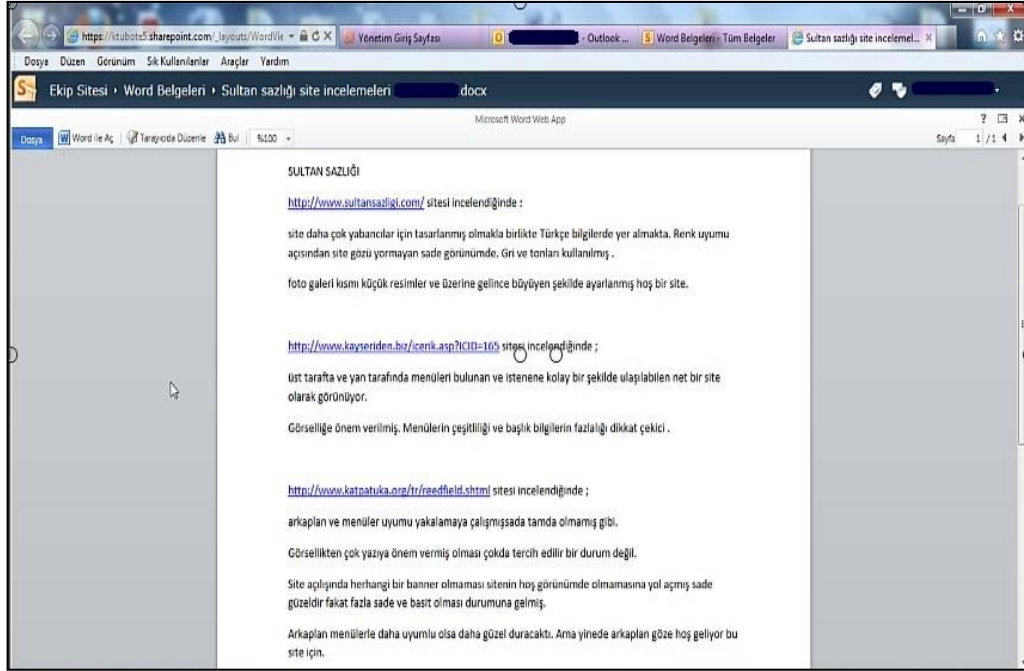 https://ktubote5.sharepoint.com/_layouts/WordVie
Yönetim Giriş Sayfası
- Outlook ...
Word Belgeleri - Tüm Belgeler
Sultan sazlığı site incelemel...
Dosya Düzen Görünüm Sık Kullanılanlar Araçlar Yardım
Ekip Sitesi Word Belgeleri Sultan sazlığı site incelemeleri .docx
Microsoft Word Web App
Dosya Word ile Aç Tarayıcıda Düzenle Bul %100 Sayfa 1 /1
SULTAN SAZLIĞI
http://www.sultansazligi.com/ sitesi incelendiğinde :
site daha çok yabancılar için tasarlanmış olmakla birlikte Türkçe bilgilerde yer almakta. Renk uyumu
açısından site gözü yormayan sade görünümde. Gri ve tonları kullanılmış .
foto galeri kısmı küçük resimler ve üzerine gelince büyüyen şekilde ayarlanmış hoş bir site.
http://www.kayseriden.biz/icerik.asp?ICID=165 sitesi incelendiğinde ;
üst tarafta ve yan tarafında menüleri bulunan ve istenene kolay bir şekilde ulaşılabilen net bir site
olarak görünüyor.
Görselliğe önem verilmiş. Menülerin çeşitliliği ve başlık bilgilerin fazlalığı dikkat çekici .
http://www.katpatuka.org/tr/reedfield.shtml sitesi incelendiğinde ;
arkaplan ve menüler uyumu yakalamaya çalışmışsada tamda olmamış gibi.
Görsellikten çok yazıya önem vermiş olması çokda tercih edilir bir durum değil.
Site açılışında herhangi bir banner olmaması sitenin hoş görünümde olmamasına yol açmış sade
güzeldir fakat fazla sade ve basit olması durumuna gelmiş.
Arkaplan menülerle daha uyumlu olsa daha güzel duracaktı. Ama yinede arkaplan göze hoş geliyor bu
site için.